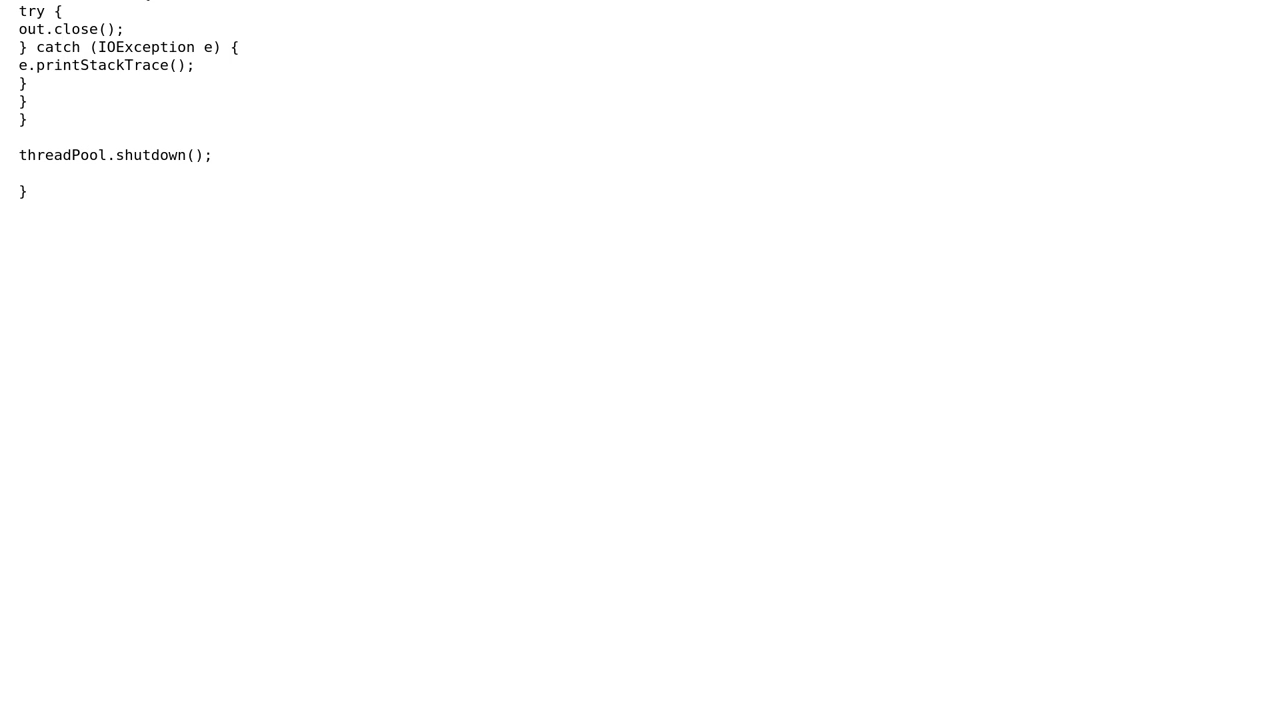 try {
out.close();
} catch (IOException e) {
e.printStackTrace();
}
}
}
threadPool.shutdown();
}